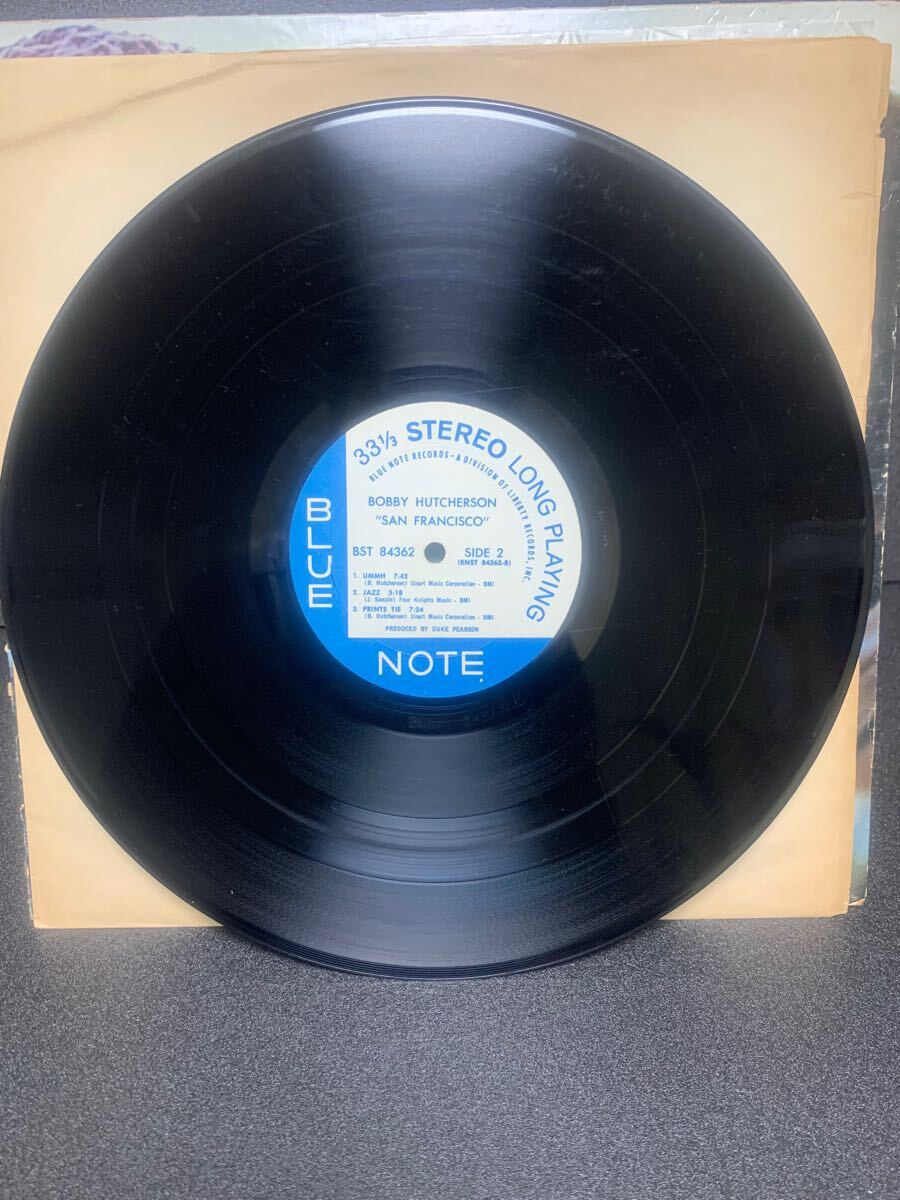 33⅓ STEREO LONG PLAYING
BLUE NOTE RECORDS · A DIVISION OF LIBERTY RECORDS, INC.
BOBBY HUTCHERSON
"SAN FRANCISCO"
BST 84362 SIDE 2
(BNST 84362-B)
1. UMMH 7:42
(B. Hutcherson) Unart Music Corporation - BMI
2. JAZZ 5:18
(J. Sample) Four Knights Music - BMI
3. PRINTS TIE 7:24
(B. Hutcherson) Unart Music Corporation - BMI
PRODUCED BY DUKE PEARSON
BLUE
NOTE